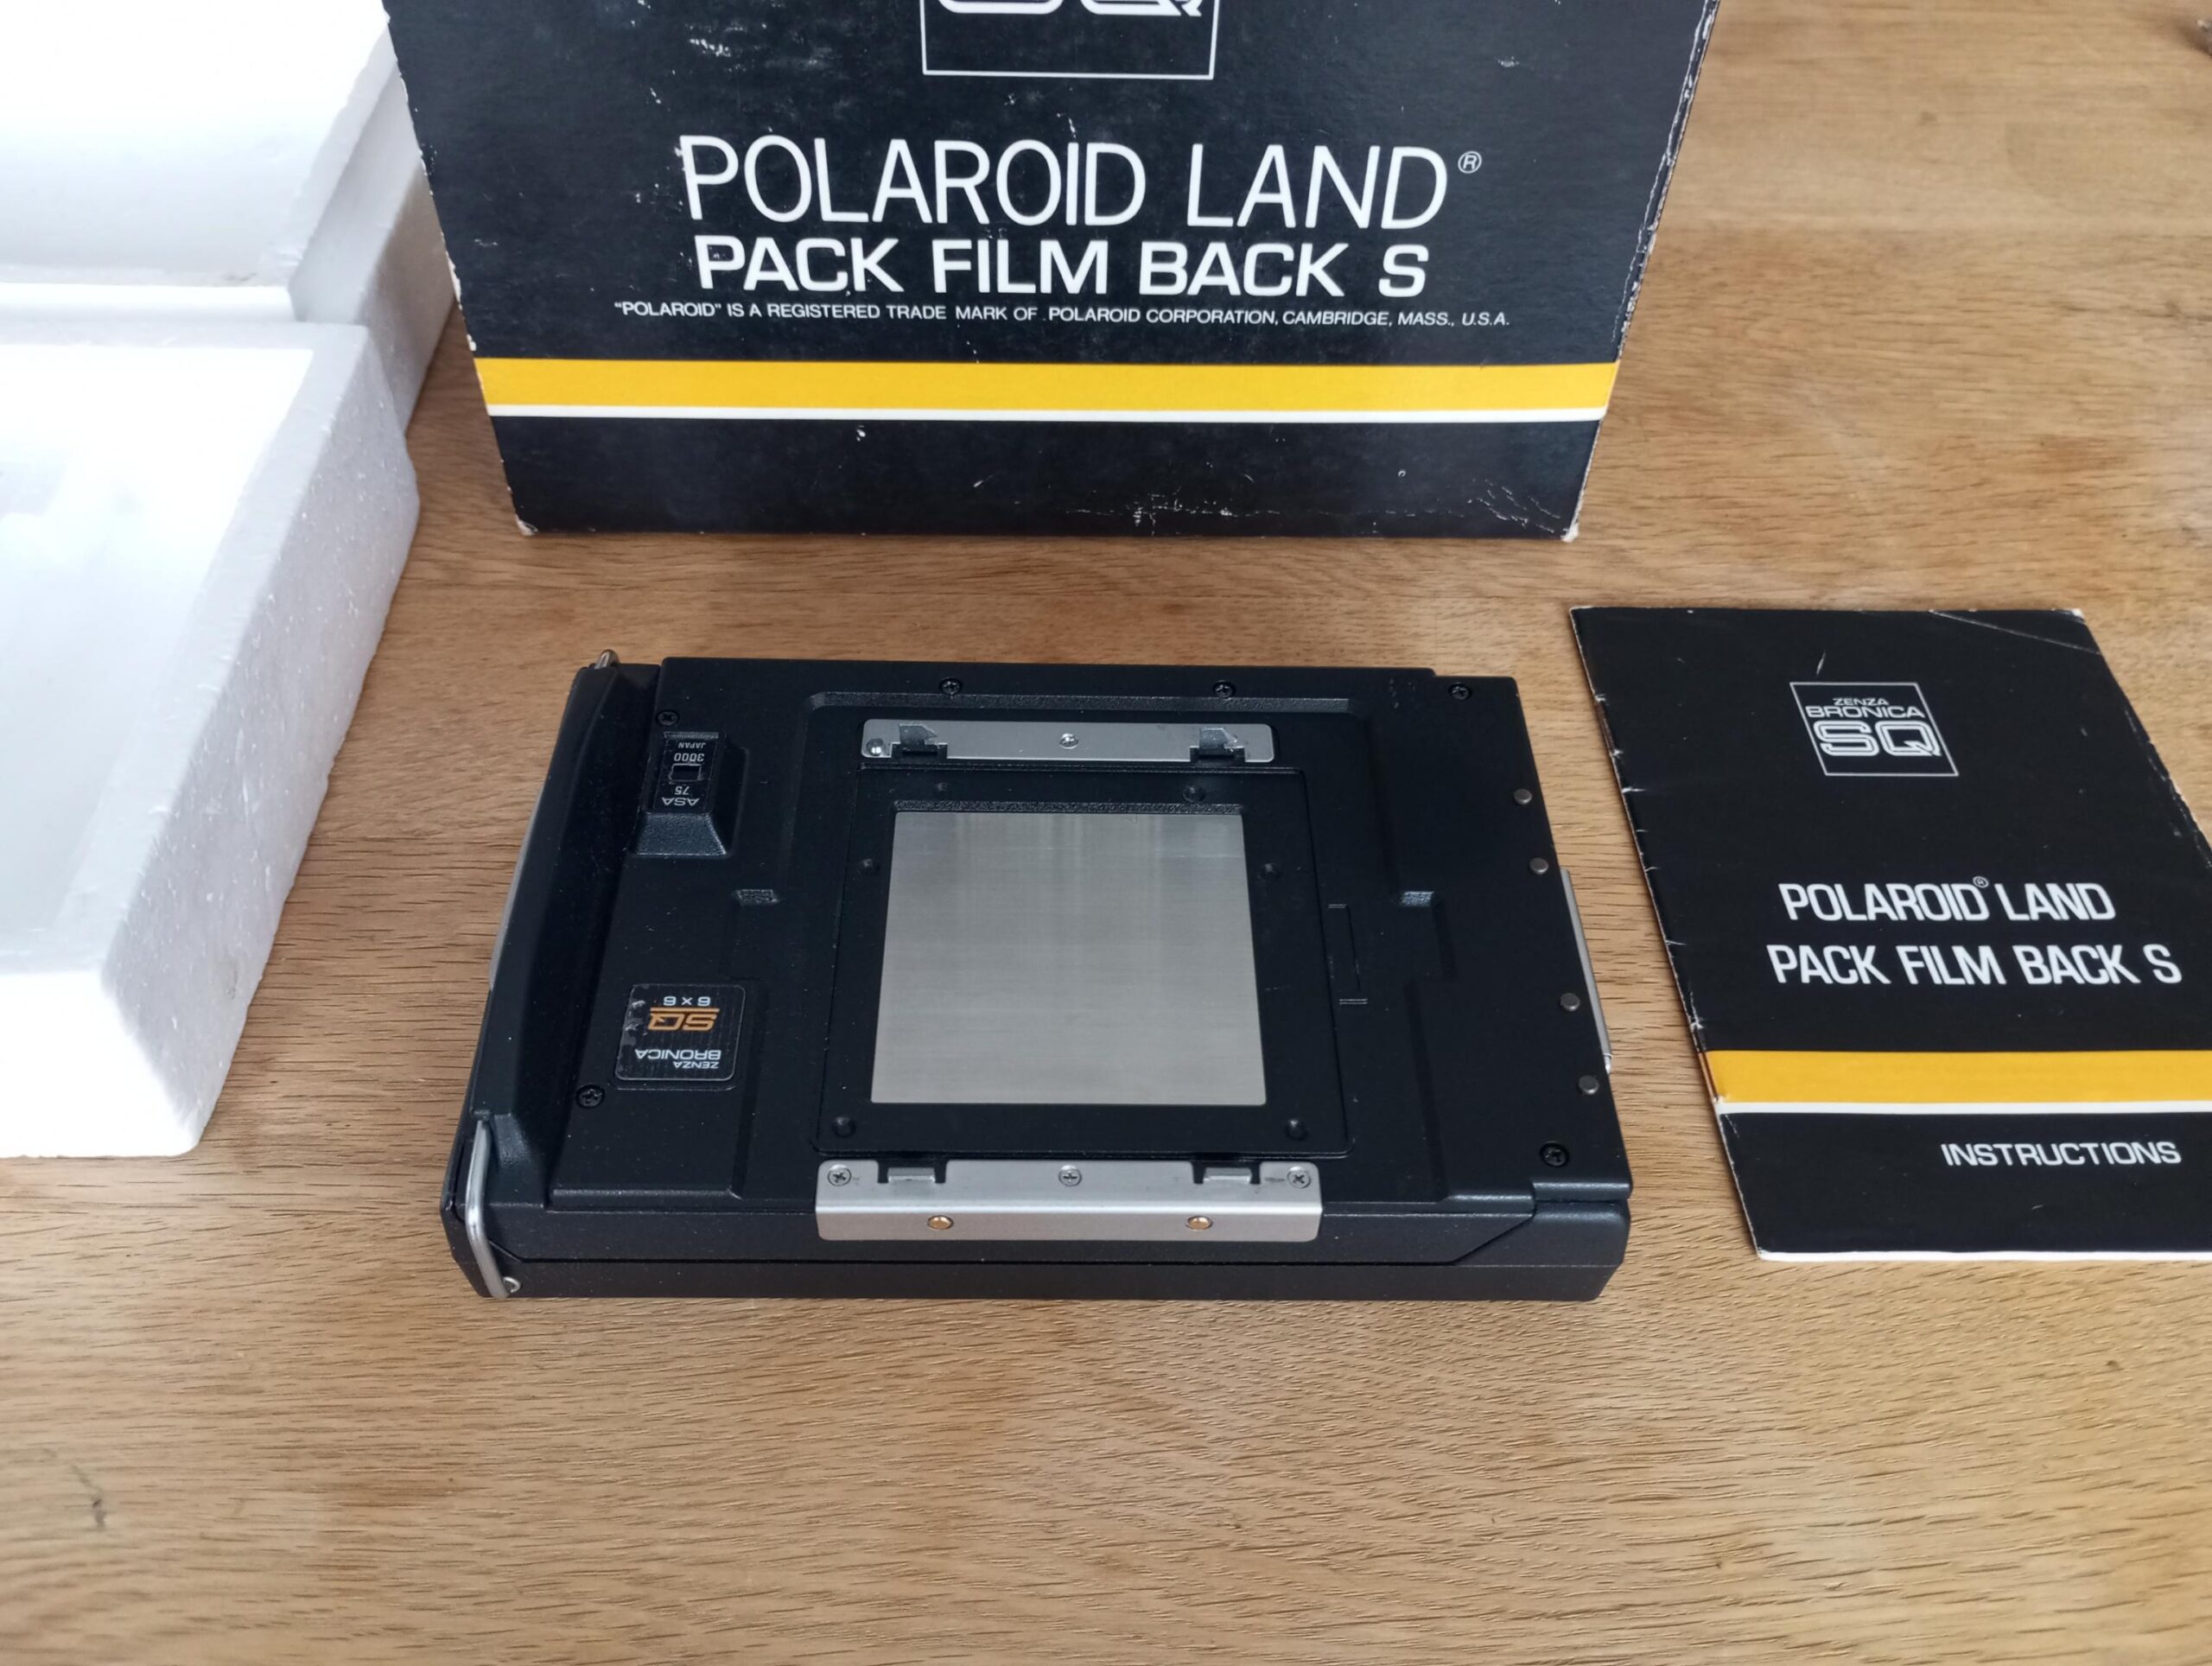 SQ
POLAROID LAND®
PACK FILM BACK S
"POLAROID" IS A REGISTERED TRADE MARK OF POLAROID CORPORATION, CAMBRIDGE, MASS., U.S.A.
ASA
75
3000
JAPAN
ZENZA
BRONICA
SQ
6×6
ZENZA
BRONICA
SQ
POLAROID® LAND
PACK FILM BACK S
INSTRUCTIONS